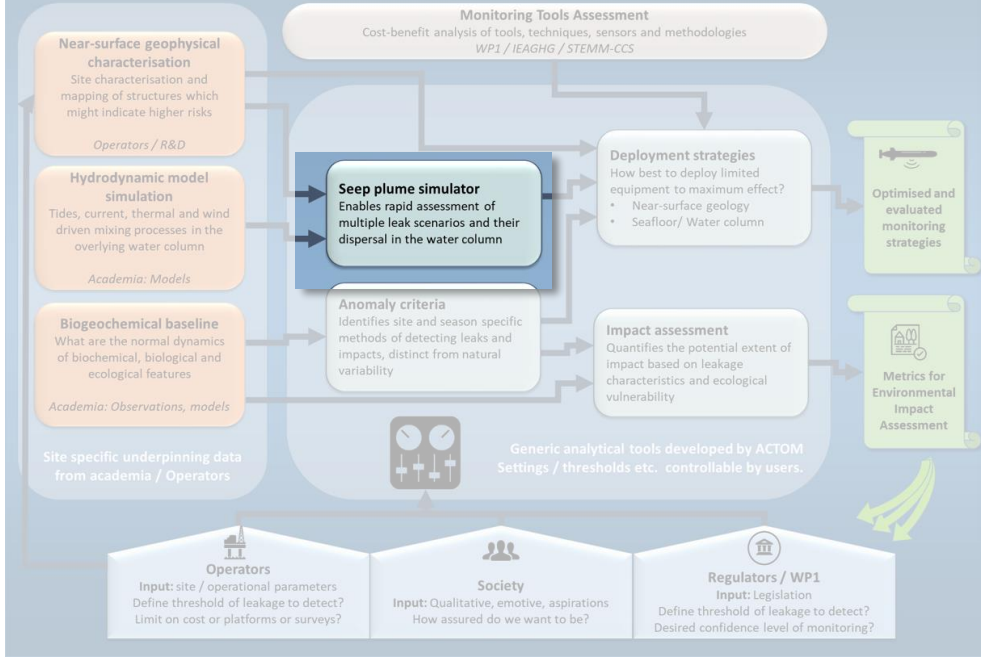 Monitoring Tools Assessment
Cost-benefit analysis of tools, techniques, sensors and methodologies
WP1 / IEAGHG / STEMM-CCS
Near-surface geophysical
characterisation
Site characterisation and
mapping of structures which
might indicate higher risks
Operators / R&D
Hydrodynamic model
simulation
Tides, current, thermal and wind
driven mixing processes in the
overlying water column
Academia: Models
Biogeochemical baseline
What are the normal dynamics
of biochemical, biological and
ecological features
Academia: Observations, models
Site specific underpinning data
from academia / Operators
Seep plume simulator
Enables rapid assessment of
multiple leak scenarios and their
dispersal in the water column
Anomaly criteria
Identifies site and season specific
methods of detecting leaks and
impacts, distinct from natural
variability
Deployment strategies
How best to deploy limited
equipment to maximum effect?
• Near-surface geology
• Seafloor/ Water column
Impact assessment
Quantifies the potential extent of
impact based on leakage
characteristics and ecological
vulnerability
Generic analytical tools developed by ACTOM
Settings / thresholds etc. controllable by users.
Optimised and
evaluated
monitoring
strategies
Metrics for
Environmental
Impact
Assessment
Operators
Input: site / operational parameters
Define threshold of leakage to detect?
Limit on cost or platforms or surveys?
Society
Input: Qualitative, emotive, aspirations
How assured do we want to be?
Regulators / WP1
Input: Legislation
Define threshold of leakage to detect?
Desired confidence level of monitoring?